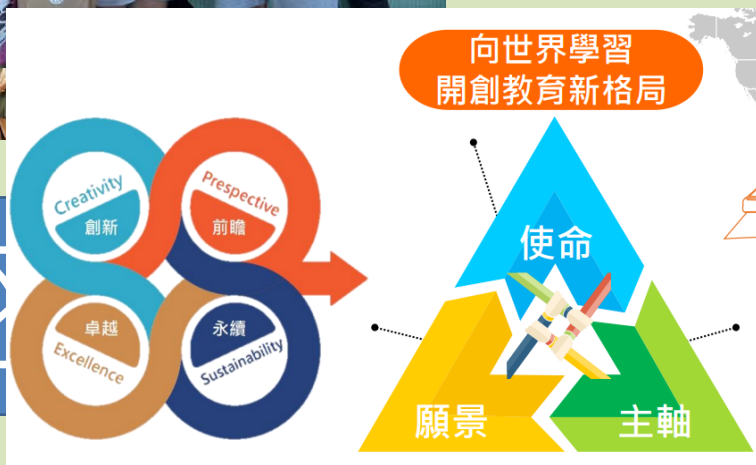 向世界學習
開創教育新格局
Creativity
創新
Prespective
前瞻
卓越
Excellence
永續
Sustainability
使命
願景
主軸